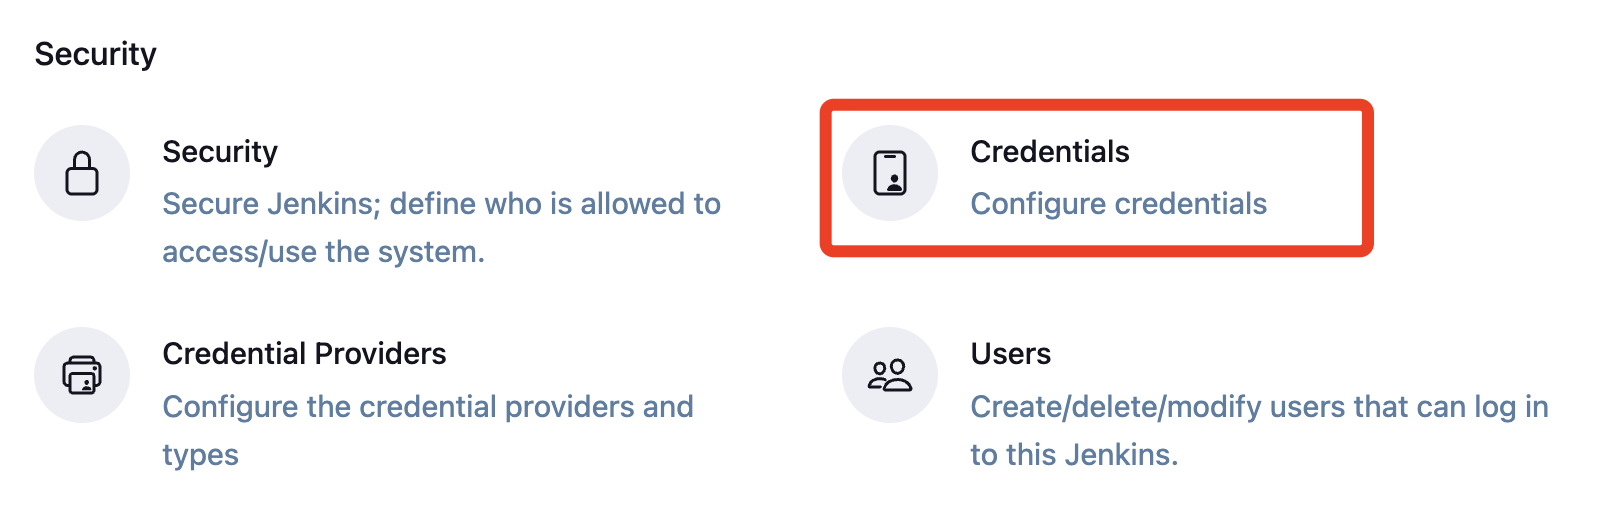 Security
Security
Secure Jenkins; define who is allowed to
access/use the system.
Credentials
Configure credentials
Credential Providers
Configure the credential providers and
types
Users
Create/delete/modify users that can log in
to this Jenkins.